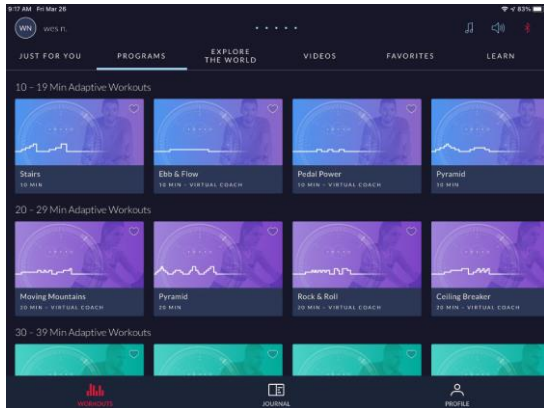 9:17 AM Fri Mar 26
83%
WN wes n.
JUST FOR YOU
PROGRAMS
EXPLORE
THE WORLD
VIDEOS
FAVORITES
LEARN
10 – 19 Min Adaptive Workouts
Stairs
10 MIN
Ebb & Flow
10 MIN - VIRTUAL COACH
Pedal Power
10 MIN - VIRTUAL COACH
Pyramid
10 MIN
20 – 29 Min Adaptive Workouts
Moving Mountains
20 MIN - VIRTUAL COACH
Pyramid
20 MIN
Rock & Roll
20 MIN - VIRTUAL COACH
Ceiling Breaker
20 MIN - VIRTUAL COACH
30 – 39 Min Adaptive Workouts
WORKOUTS
JOURNAL
PROFILE